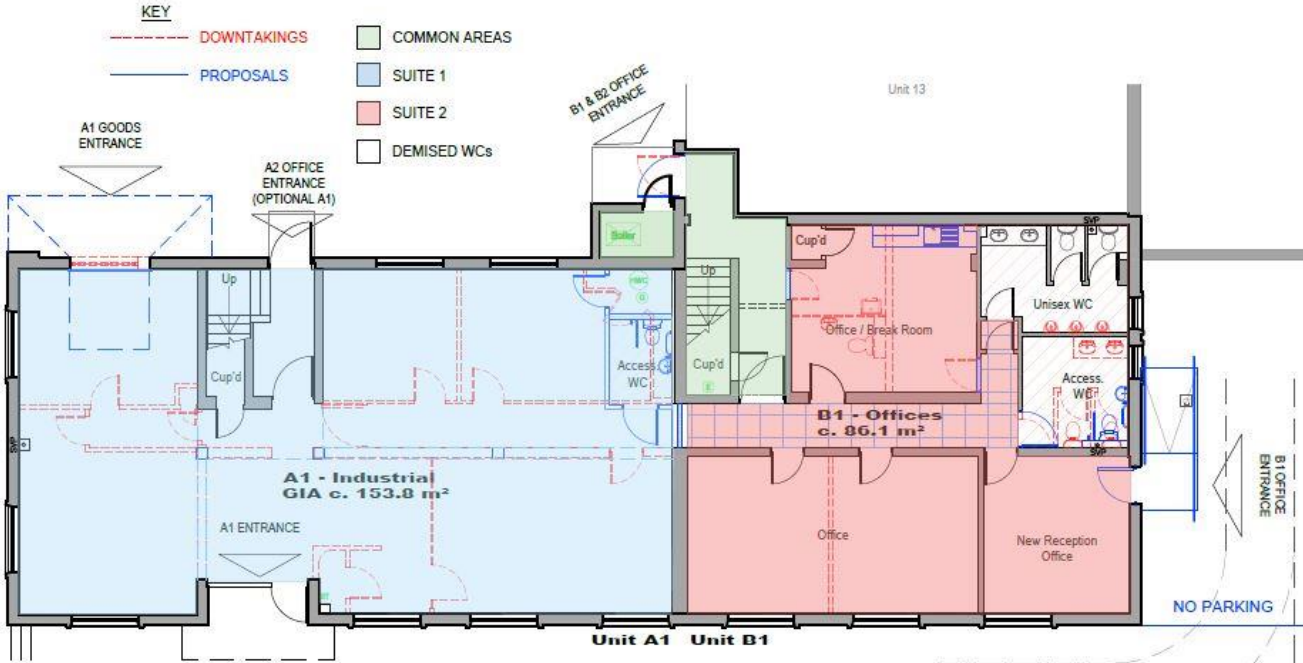 KEY
DOWNTAKINGS
PROPOSALS
COMMON AREAS
SUITE 1
SUITE 2
DEMISED WCs
A1 GOODS
ENTRANCE
A2 OFFICE
ENTRANCE
(OPTIONAL A1)
B1 & B2 OFFICE
ENTRANCE
Unit 13
Boiler
SVP
Up
Cup'd
HWC
G
Access.
WC
Up
Cup'd
E
Cup'd
Office / Break Room
Unisex WC
Access.
WC
SVP
B1 - Offices
c. 86.1 m²
SVP
A1 - Industrial
GIA c. 153.8 m²
A1 ENTRANCE
Office
New Reception
Office
B1 OFFICE
ENTRANCE
NO PARKING
Unit A1 Unit B1